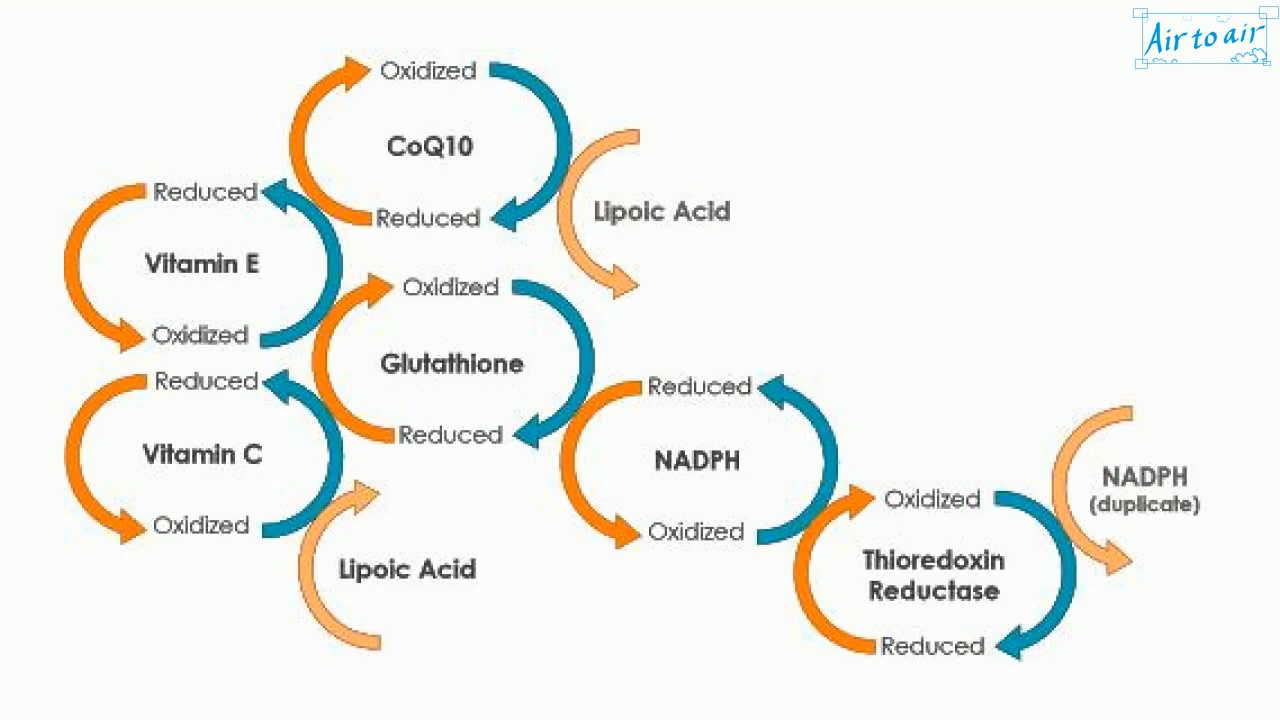 Air to air
Oxidized
CoQ10
Reduced
Lipoic Acid
Reduced
Vitamin E
Oxidized
Oxidized
Glutathione
Reduced
Reduced
Vitamin C
Oxidized
Lipoic Acid
Reduced
NADPH
Oxidized
Oxidized
Thioredoxin
Reductase
Reduced
NADPH
(duplicate)